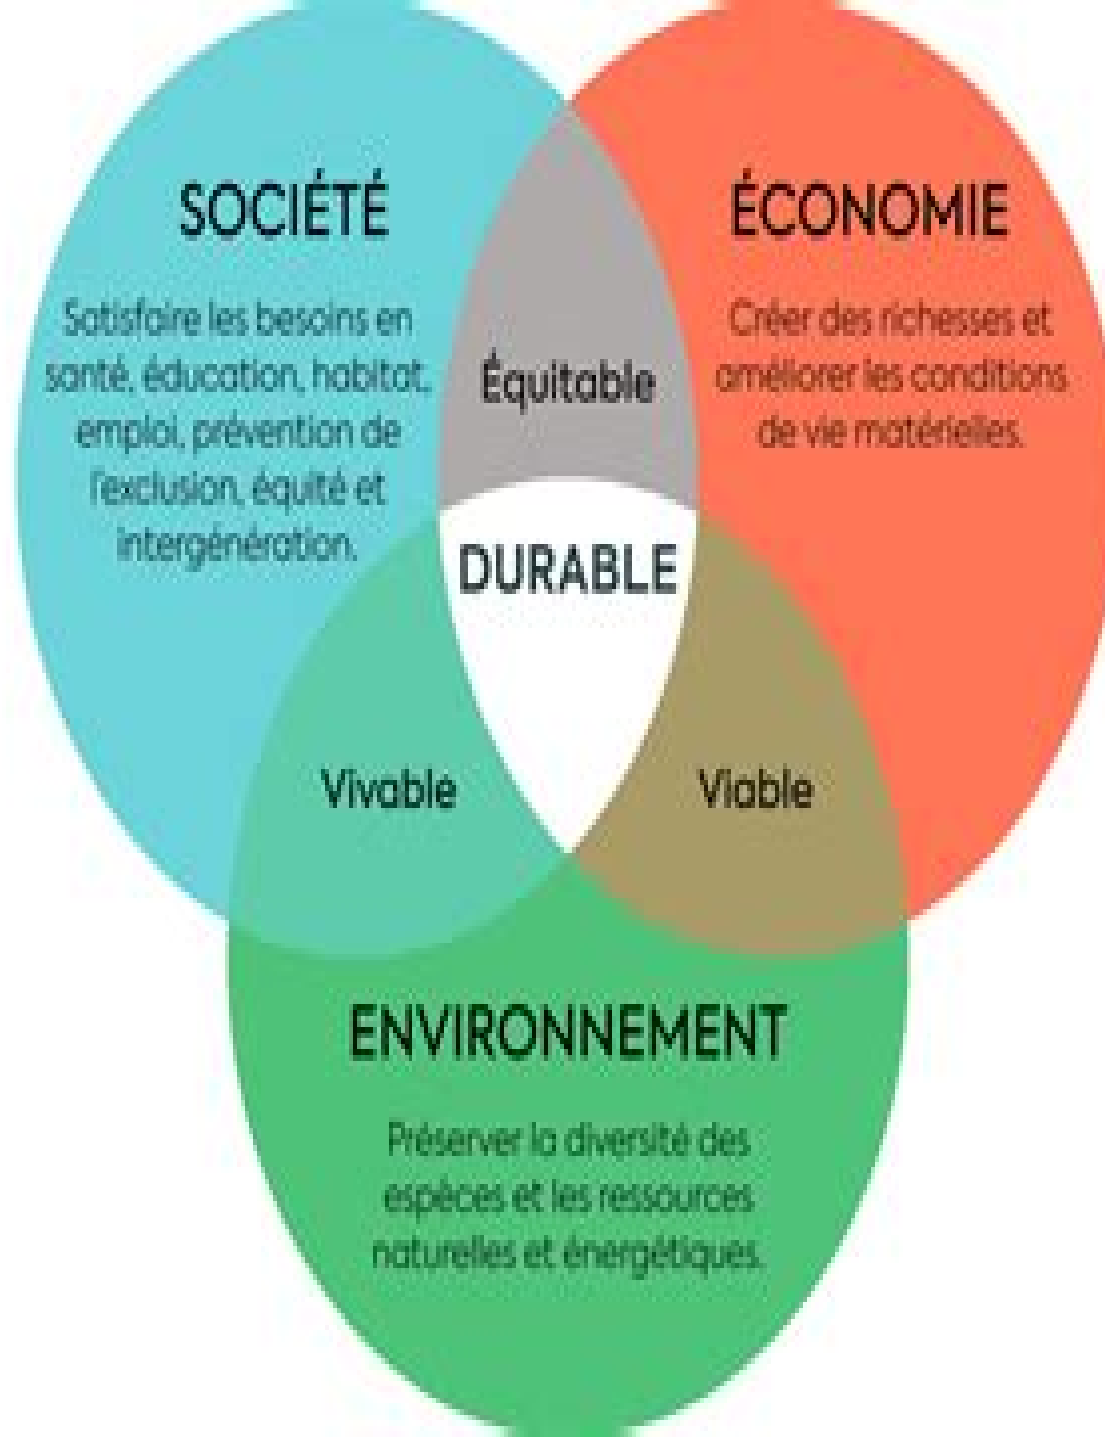 SOCIÉTÉ
Satisfaire les besoins en
santé, éducation, habitat,
emploi, prévention de
l'exclusion, équité et
intergénération.
ÉCONOMIE
Créer des richesses et
améliorer les conditions
de vie matérielles.
Équitable
DURABLE
Vivable
Viable
ENVIRONNEMENT
Préserver la diversité des
espèces et les ressources
naturelles et énergétiques.